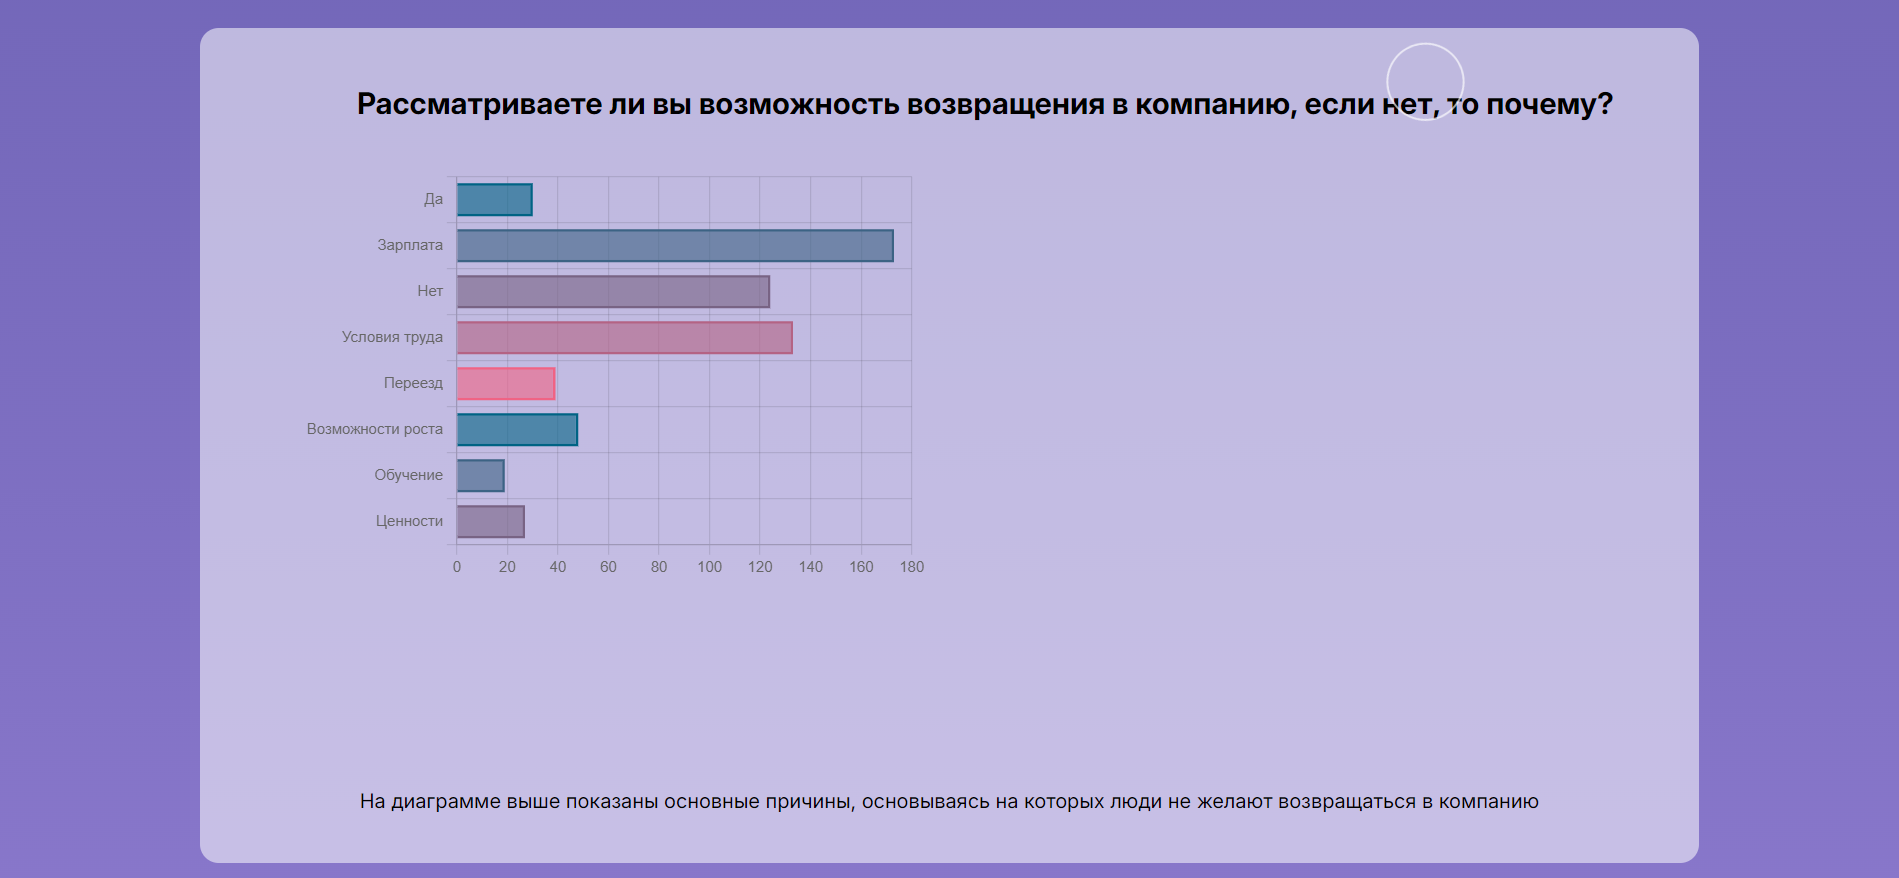 Рассматриваете ли вы возможность возвращения в компанию, если нет, то почему?
Да
Зарплата
Нет
Условия труда
Переезд
Возможности роста
Обучение
Ценности
0 20 40 60 80 100 120 140 160 180
На диаграмме выше показаны основные причины, основываясь на которых люди не желают возвращаться в компанию